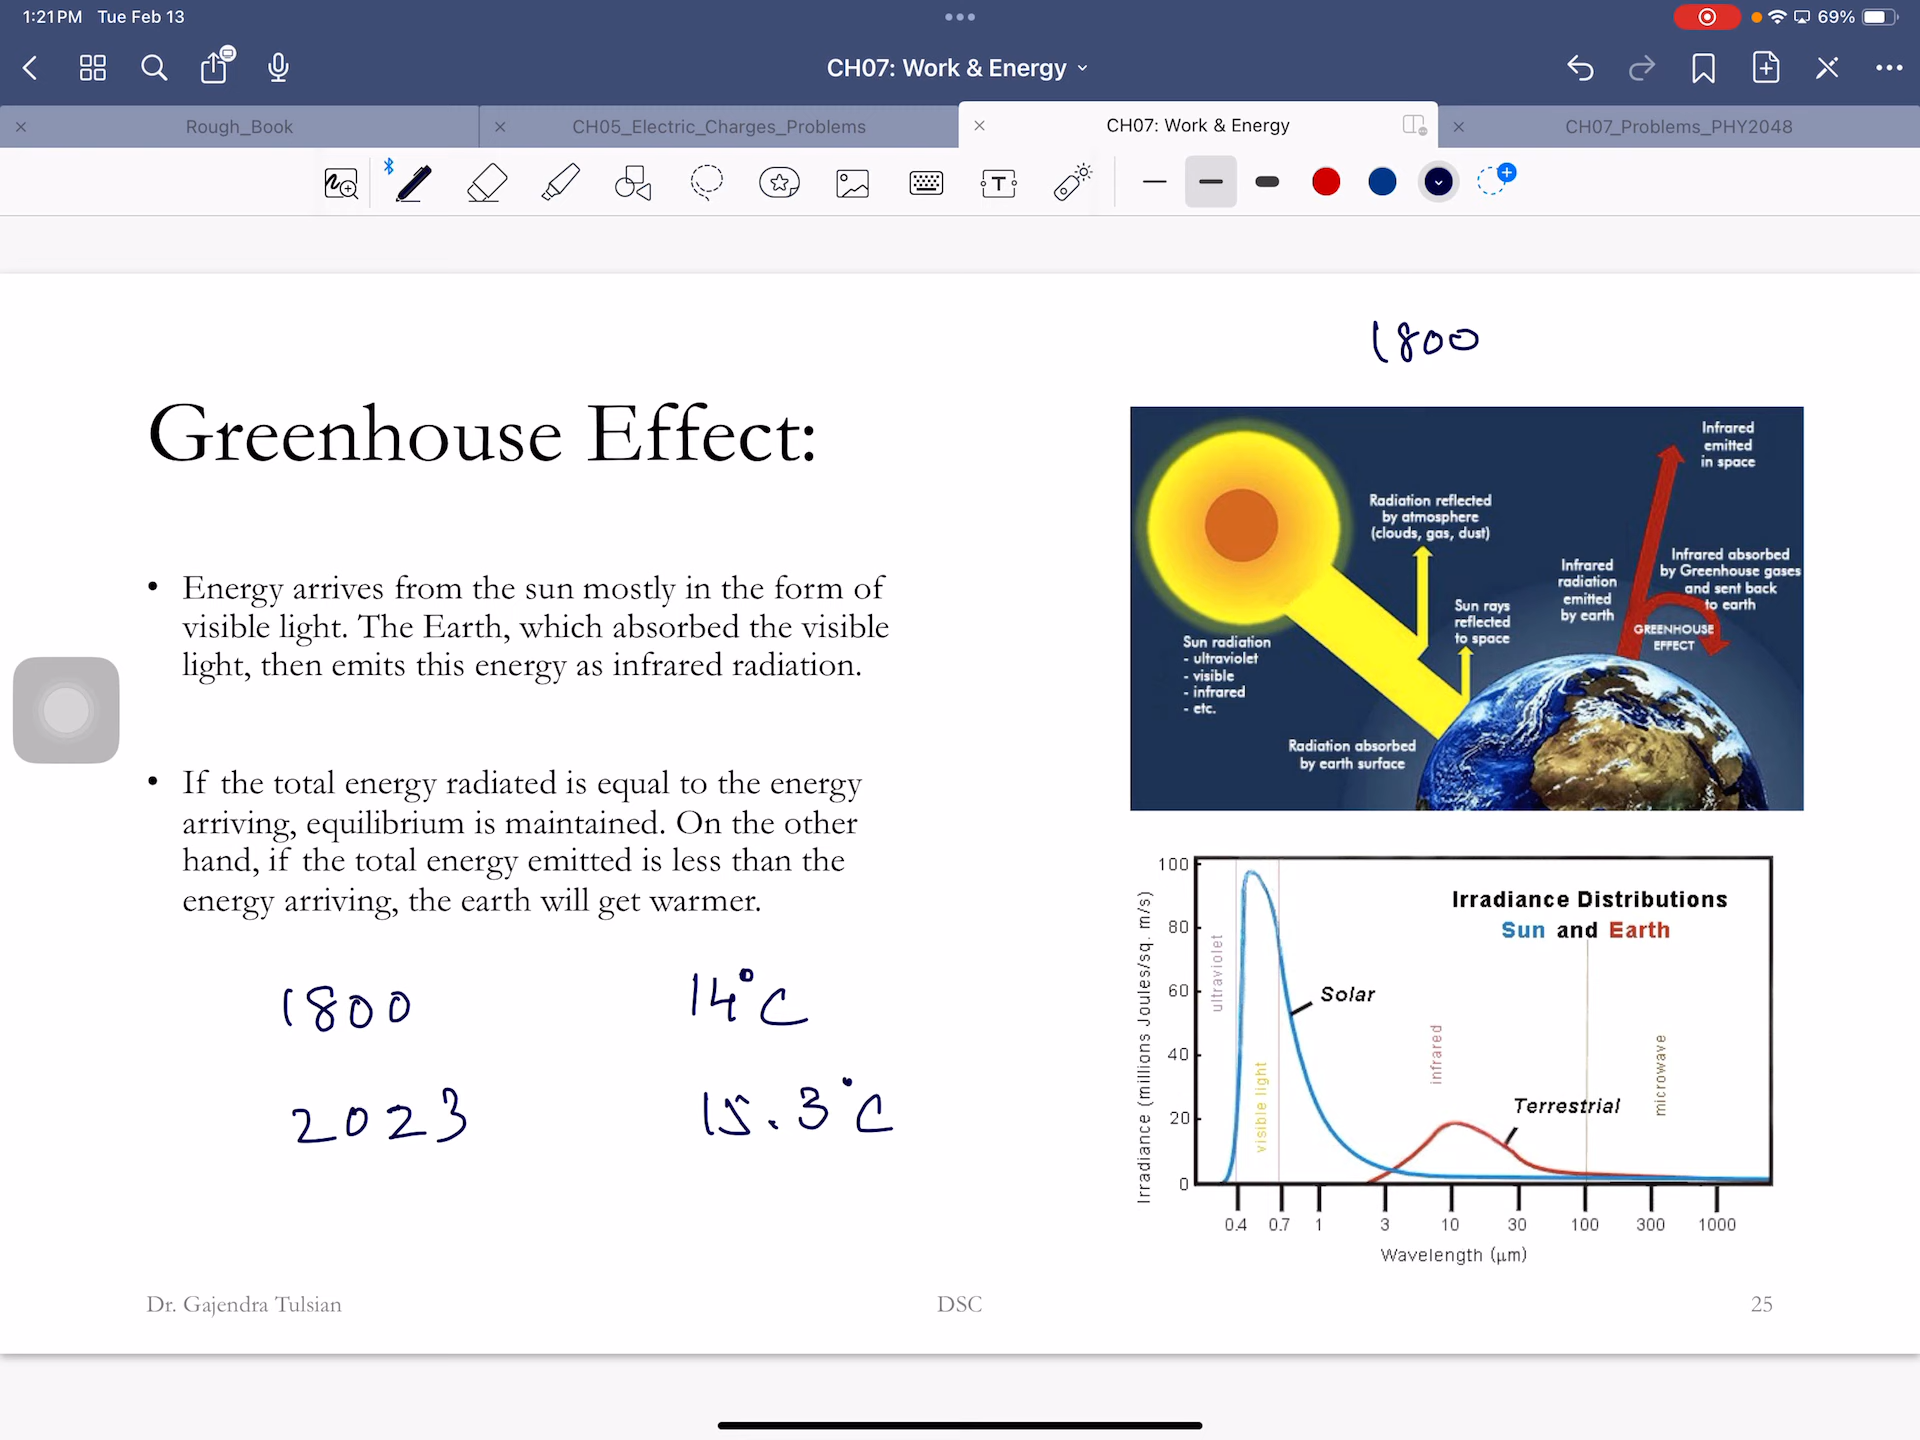 1:21 PM Tue Feb 13
69%
CH07: Work & Energy
Rough_Book
CH05_Electric_Charges_Problems
CH07: Work & Energy
CH07_Problems_PHY2048
T
1800
Greenhouse Effect:
• Energy arrives from the sun mostly in the form of
visible light. The Earth, which absorbed the visible
light, then emits this energy as infrared radiation.
• If the total energy radiated is equal to the energy
arriving, equilibrium is maintained. On the other
hand, if the total energy emitted is less than the
energy arriving, the earth will get warmer.
1800 14°C
2023 15.3°C
Infrared
emitted
in space
Radiation reflected
by atmosphere
(clouds, gas, dust)
Infrared absorbed
by Greenhouse gases
and sent back
to earth
Infrared
radiation
emitted
by earth
Sun rays
reflected
to space
GREENHOUSE
EFFECT
Sun radiation
- ultraviolet
- visible
- infrared
- etc.
Radiation absorbed
by earth surface
Irradiance Distributions
Sun and Earth
Irradiance (millions Joules/sq. m/s)
100
80
60
40
20
0
ultraviolet
visible light
infrared
microwave
Solar
Terrestrial
0.4 0.7 1 3 10 30 100 300 1000
Wavelength (μm)
Dr. Gajendra Tulsian
DSC
25